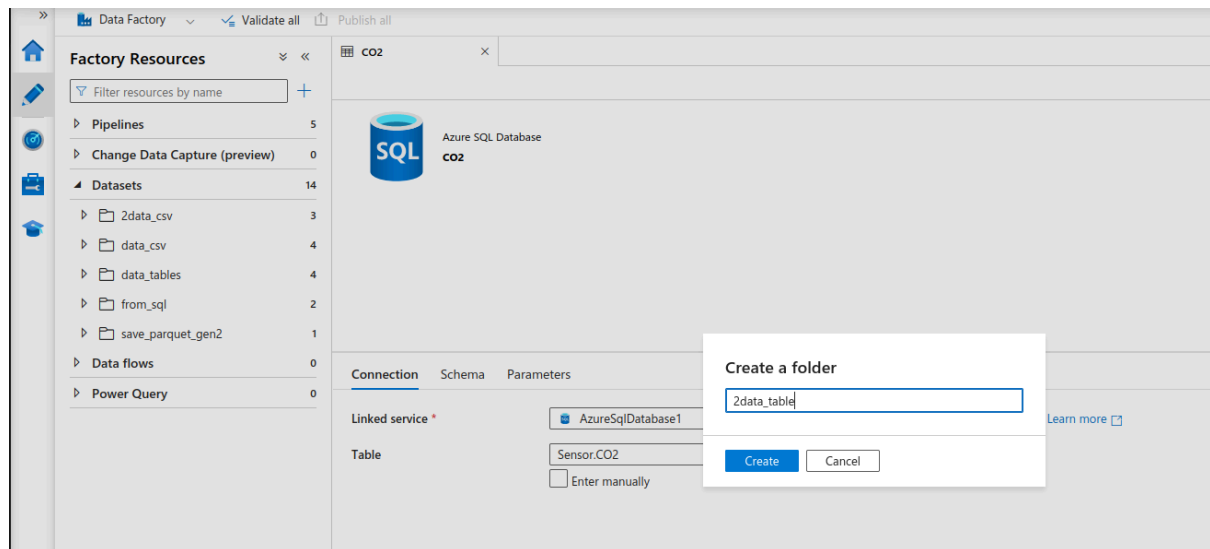 » Data Factory Validate all Publish all
Factory Resources
CO2
Filter resources by name
Pipelines 5
Change Data Capture (preview) 0
Datasets 14
2data_csv 3
data_csv 4
data_tables 4
from_sql 2
save_parquet_gen2 1
Data flows 0
Power Query 0
SQL
Azure SQL Database
CO2
Connection Schema Parameters
Linked service *
AzureSqlDatabase1
Learn more
Table
Sensor.CO2
Enter manually
Create a folder
2data_table
Create Cancel